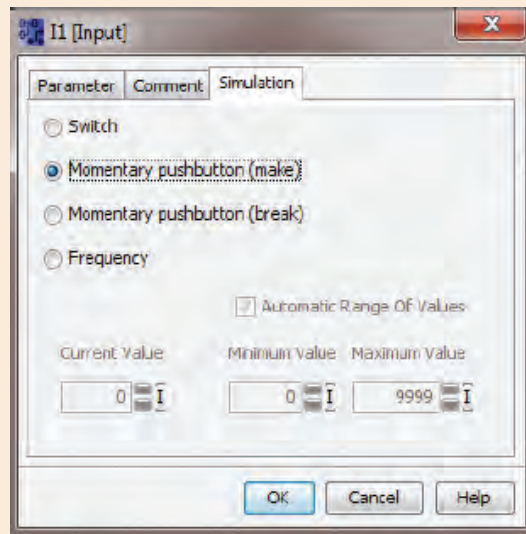 I1 [Input]
Parameter Comment Simulation
Switch
Momentary pushbutton (make)
Momentary pushbutton (break)
Frequency
Automatic Range Of Values
Current Value Minimum Value Maximum Value
0 0 9999
OK Cancel Help